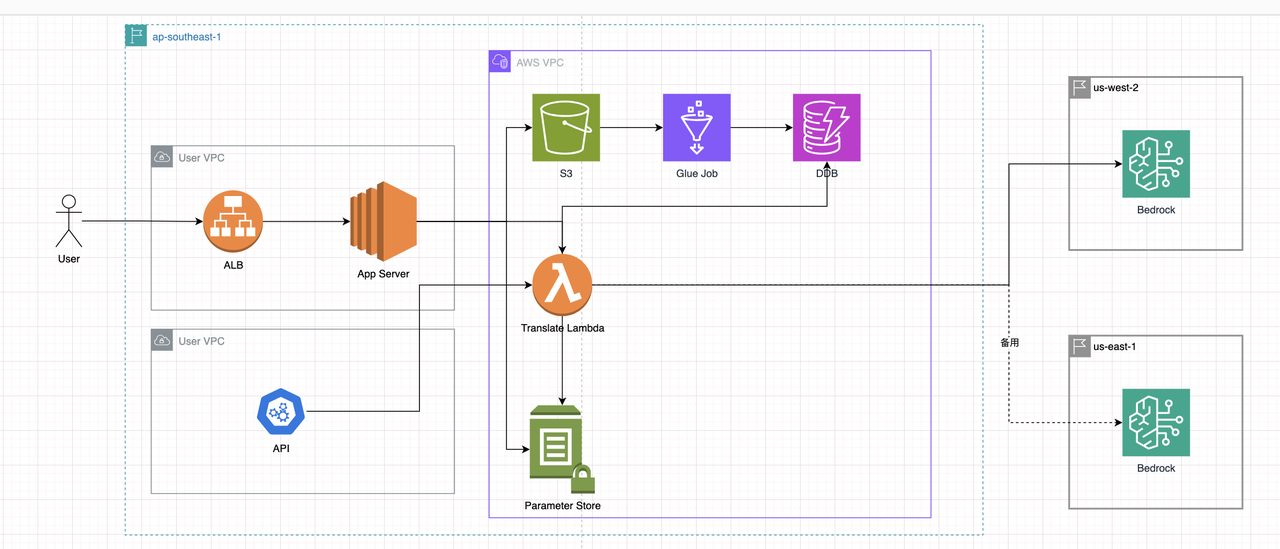 ap-southeast-1
AWS VPC
us-west-2
S3
Glue Job
DDB
Bedrock
User VPC
User
ALB
App Server
Translate Lambda
User VPC
备用
us-east-1
API
Bedrock
Parameter Store